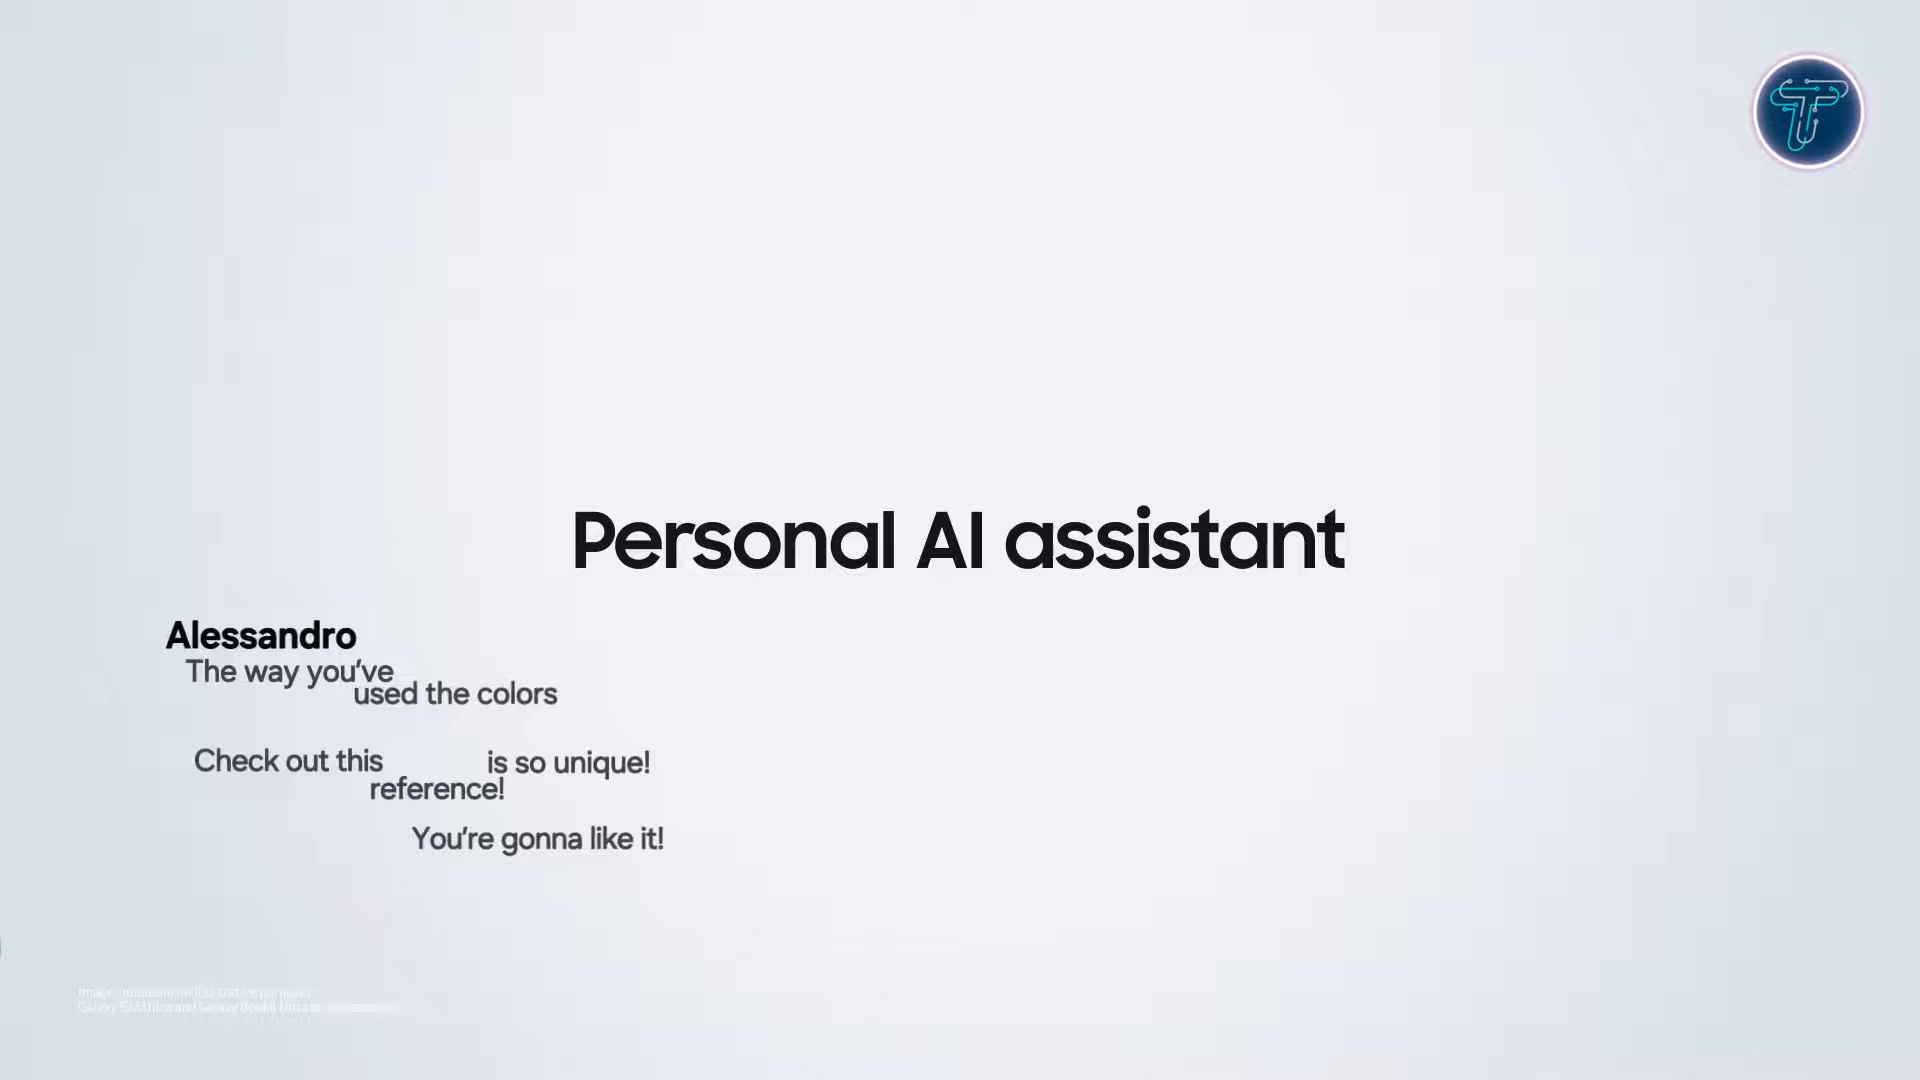 Personal AI assistant
Alessandro
The way you've
used the colors
Check out this
is so unique!
reference!
You're gonna like it!